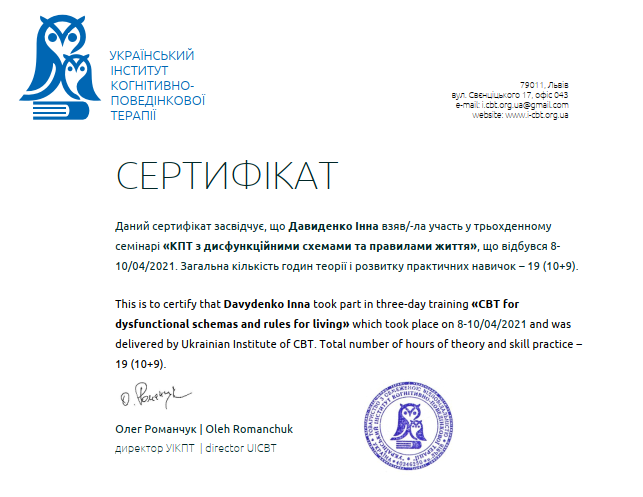 УКРАЇНСЬКИЙ
ІНСТИТУТ
КОГНІТИВНО-
ПОВЕДІНКОВОЇ
ТЕРАПІЇ
79011, Львів
вул. Свєнціцького 17, офіс 043
e-mail: i.cbt.org.ua@gmail.com
website: www.i-cbt.org.ua
СЕРТИФІКАТ
Даний сертифікат засвідчує, що Давиденко Інна взяв/-ла участь у трьохденному
семінарі «КПТ з дисфункційними схемами та правилами життя», що відбувся 8-
10/04/2021. Загальна кількість годин теорії і розвитку практичних навичок – 19 (10+9).
This is to certify that Davydenko Inna took part in three-day training «CBT for
dysfunctional schemas and rules for living» which took place on 8-10/04/2021 and was
delivered by Ukrainian Institute of CBT. Total number of hours of theory and skill practice –
19 (10+9).
О. Романчук
Олег Романчук | Oleh Romanchuk
директор УІКПТ | director UICBT